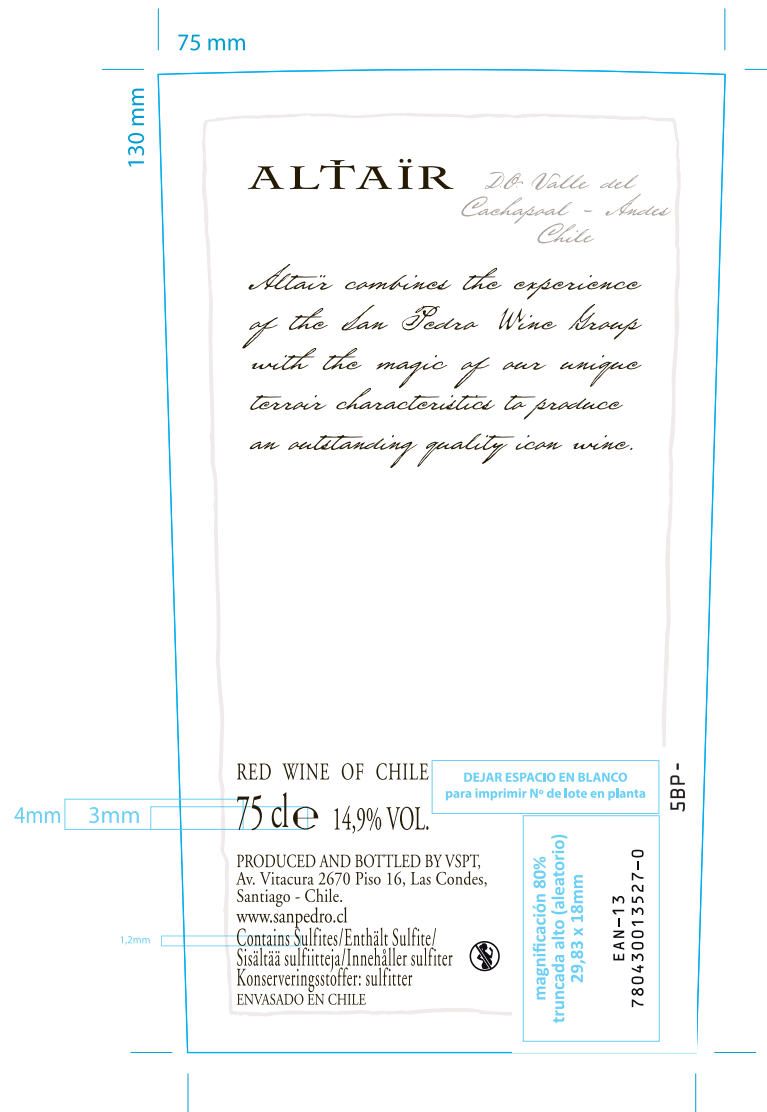 75 mm
130 mm
ALTAÏR
D.O. Valle del
Cachapoal - Andes
Chile
Altaïr combines the experience
of the San Pedro Wine Group
with the magic of our unique
terroir characteristics to produce
an outstanding quality icon wine.
RED WINE OF CHILE
DEJAR ESPACIO EN BLANCO
para imprimir Nº de lote en planta
5BP-
4mm
3mm
75 cl e 14,9% VOL.
PRODUCED AND BOTTLED BY VSPT,
Av. Vitacura 2670 Piso 16, Las Condes,
Santiago - Chile.
www.sanpedro.cl
1,2mm
Contains Sulfites/Enthält Sulfite/
Sisältää sulfiitteja/Innehåller sulfiter
Konserveringsstoffer: sulfitter
ENVASADO EN CHILE
magnificación 80%
truncada alto (aleatorio)
29,83 x 18mm
EAN-13
780430013527-0